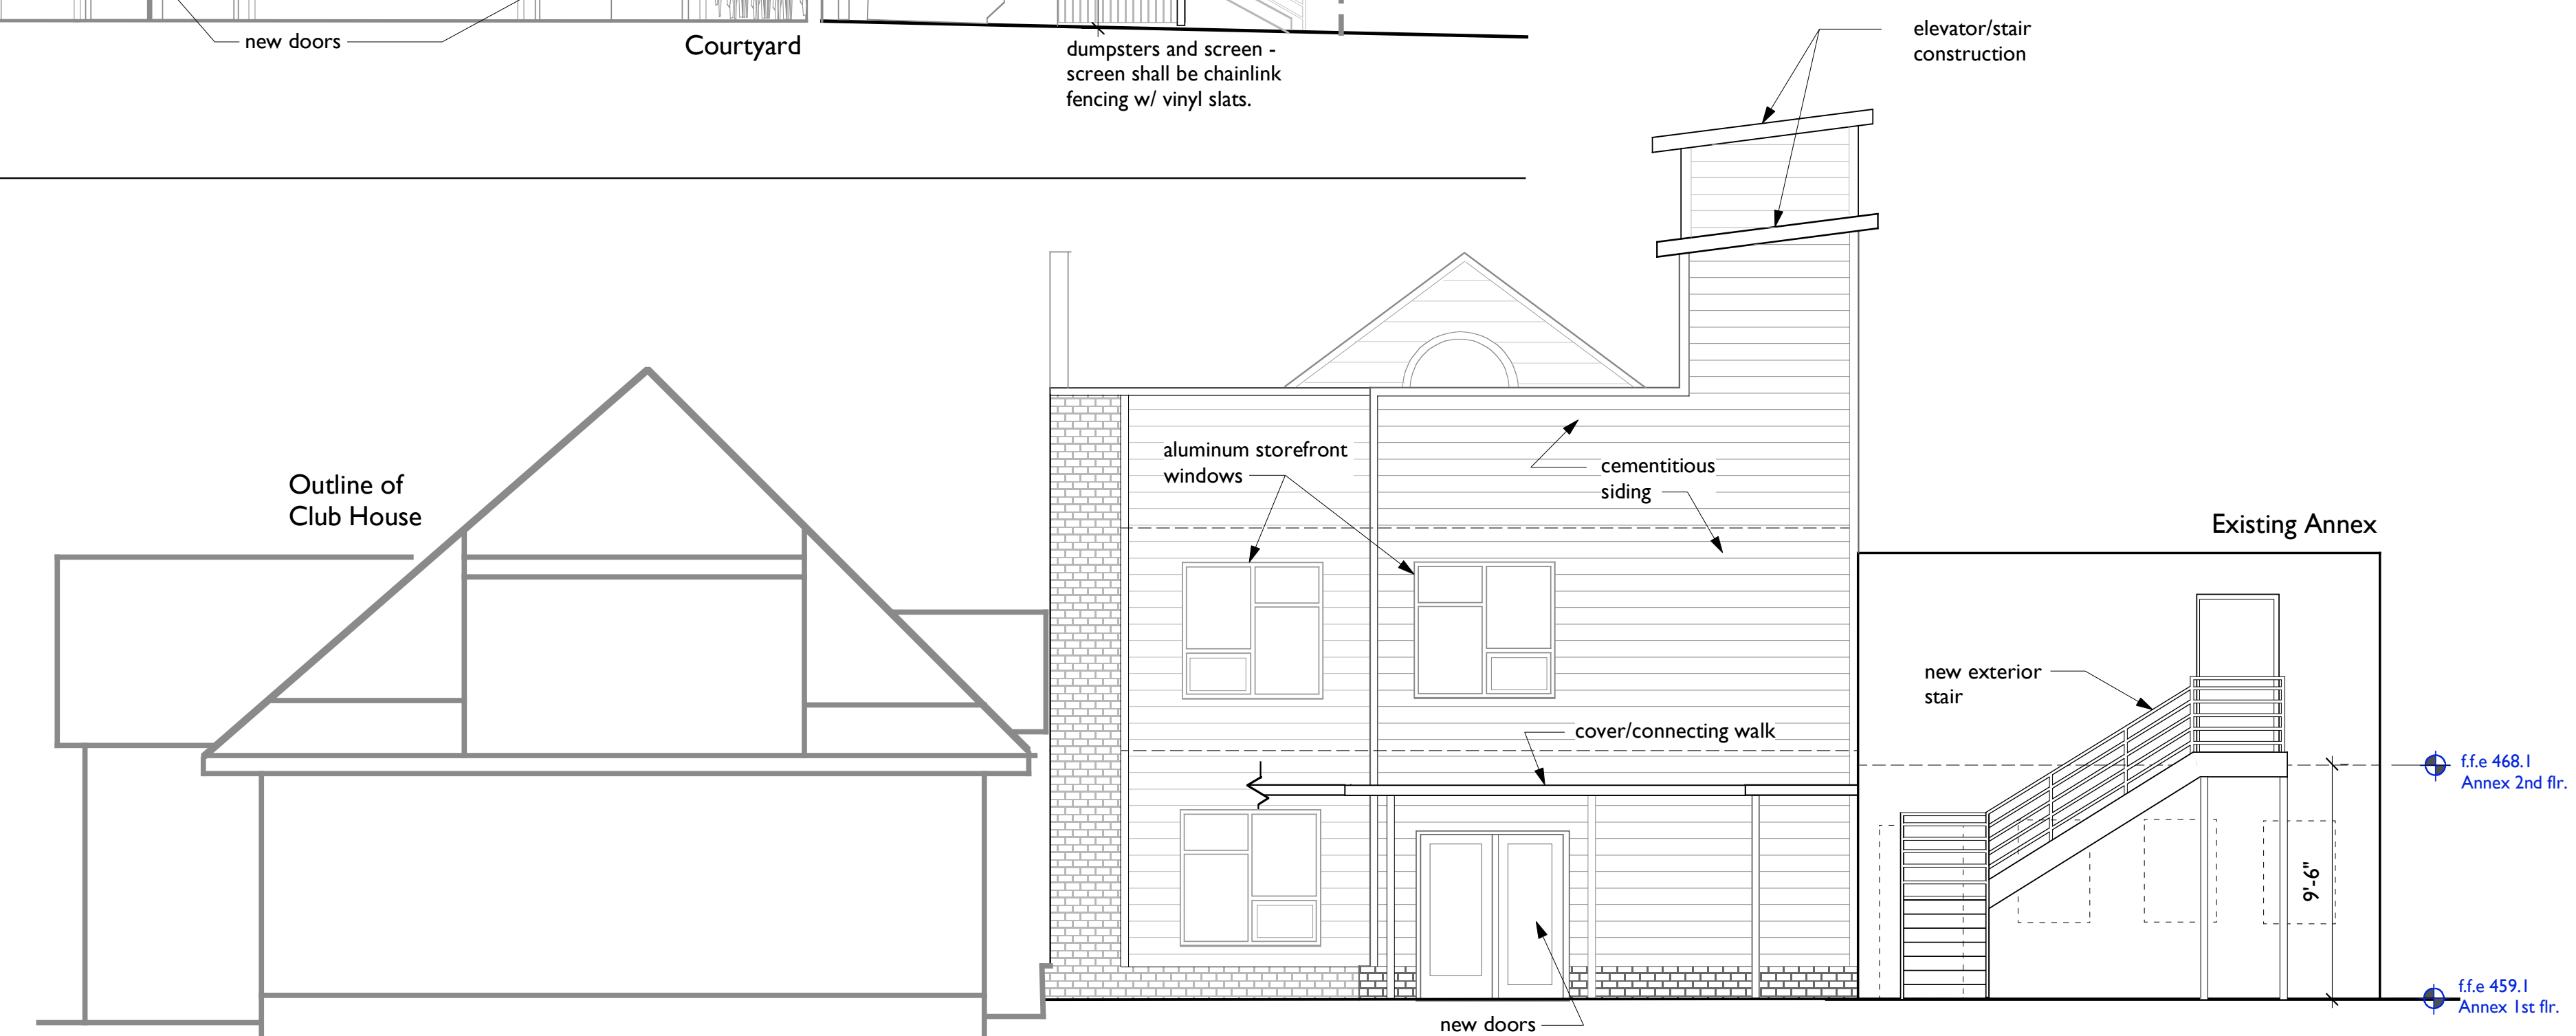 new doors
Courtyard
dumpsters and screen -
screen shall be chainlink
fencing w/ vinyl slats.
elevator/stair
construction
Outline of
Club House
aluminum storefront
windows
cementitious
siding
Existing Annex
new exterior
stair
cover/connecting walk
f.f.e 468.1
Annex 2nd flr.
9'-6"
f.f.e 459.1
Annex 1st flr.
new doors